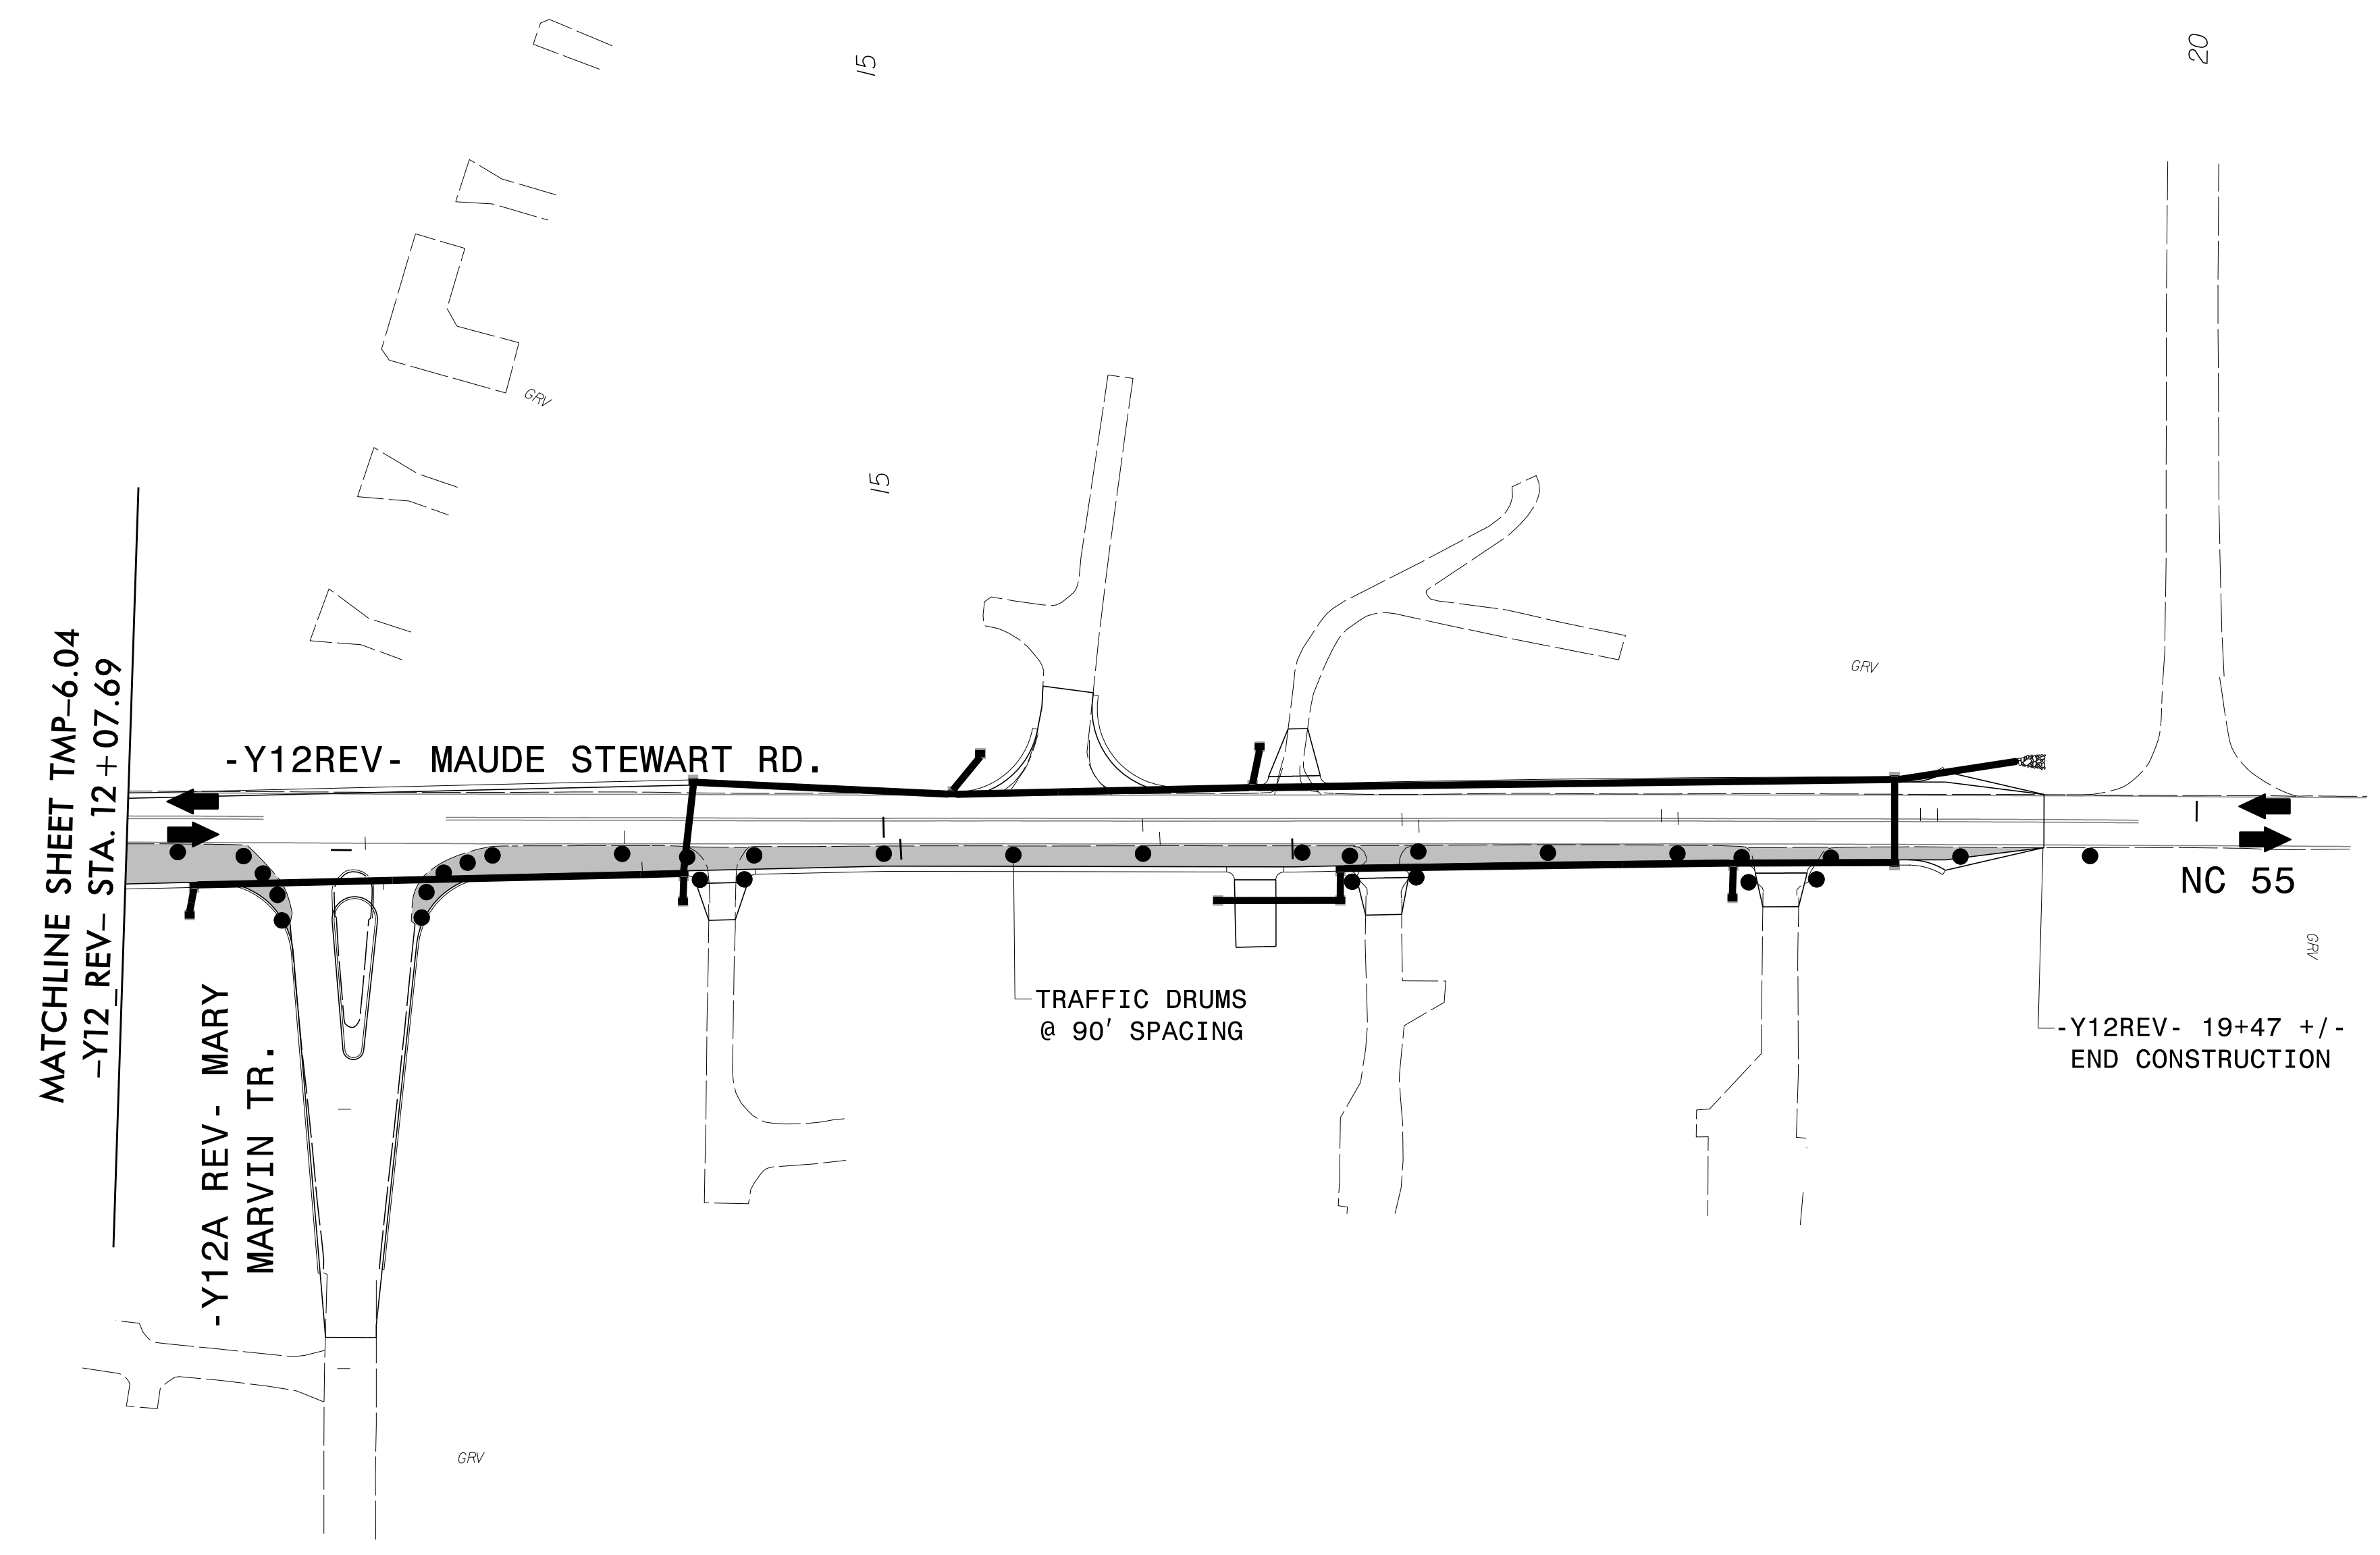 15
20
GRV
15
MATCHLINE SHEET TMP-6.04
-Y12_REV- STA. 12+07.69
GRV
-Y12REV- MAUDE STEWART RD.
NC 55
GRV
TRAFFIC DRUMS
@ 90' SPACING
-Y12REV- 19+47 +/-
END CONSTRUCTION
-Y12A REV- MARY
MARVIN TR.
GRV